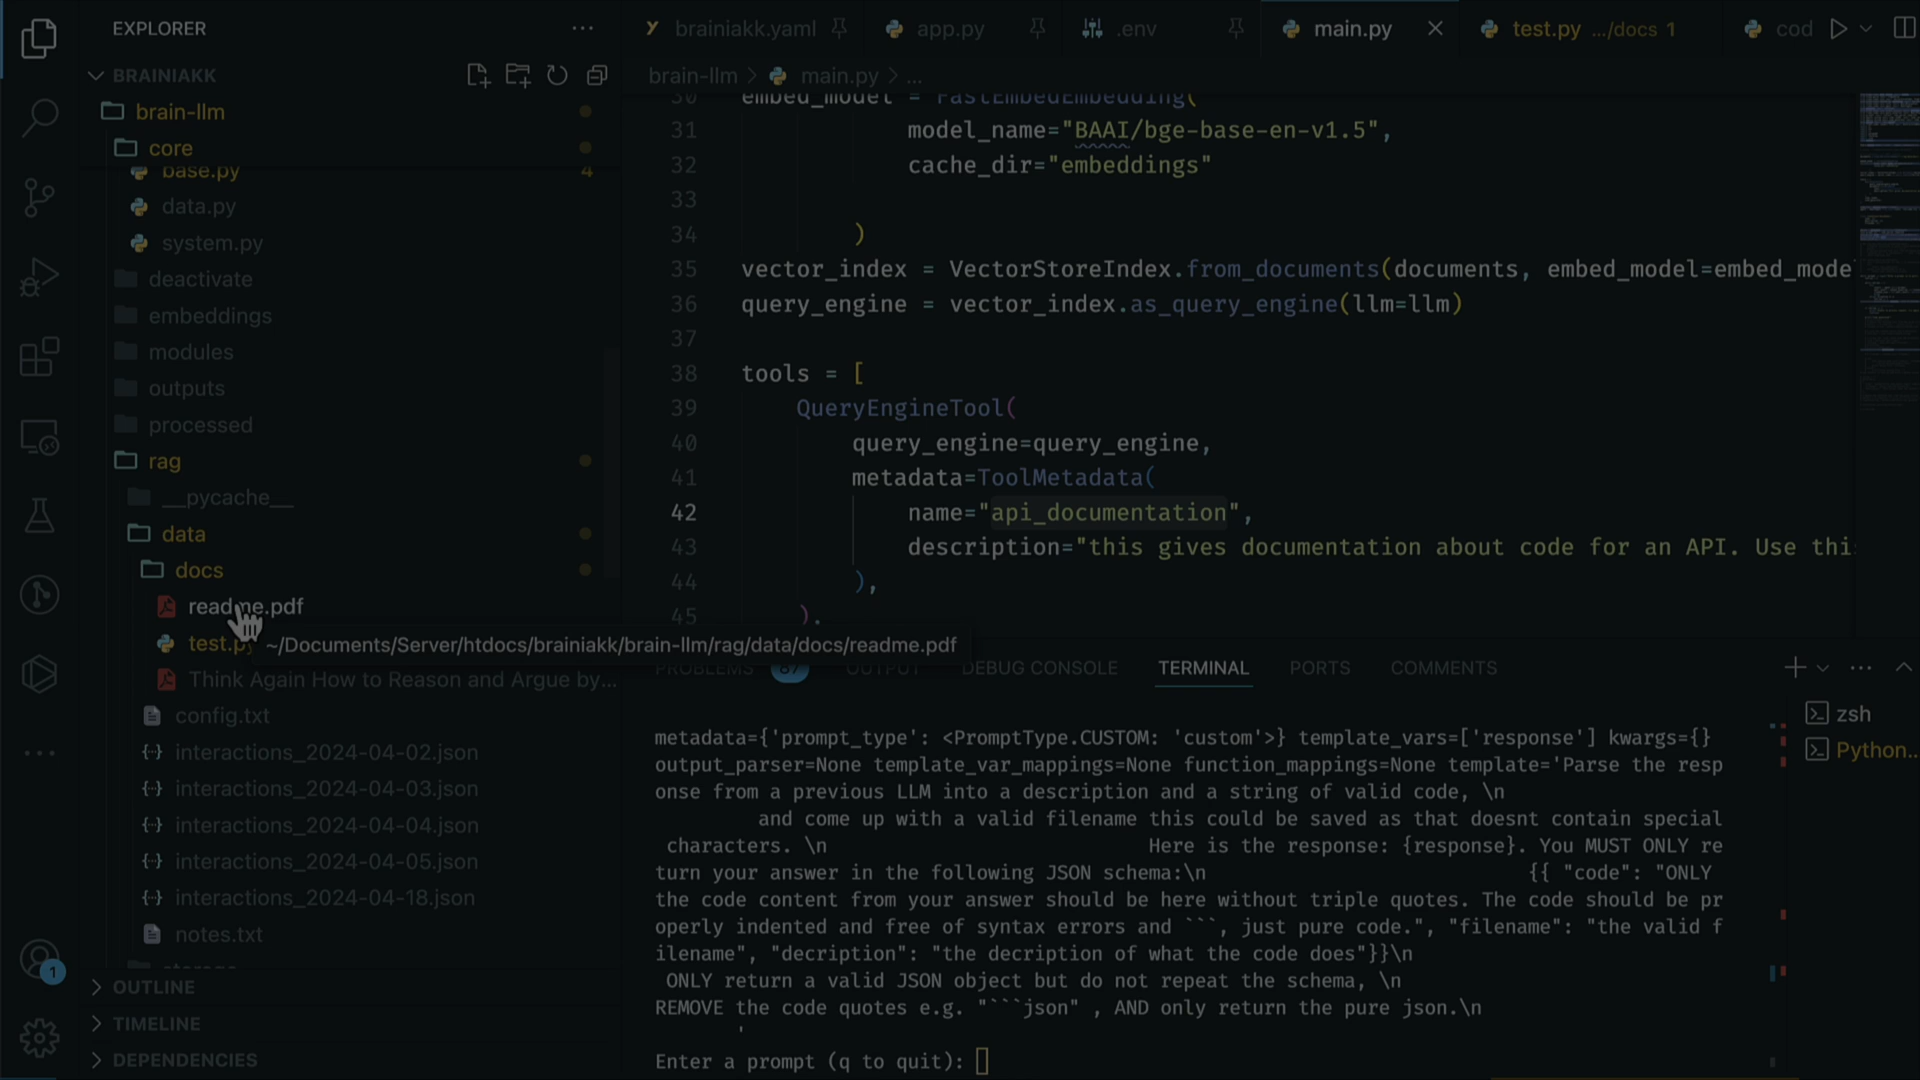 EXPLORER
BRAINIAKK
brain-llm
core
base.py 4
data.py
system.py
deactivate
embeddings
modules
outputs
processed
rag
__pycache__
data
docs
readme.pdf
test.py
~/Documents/Server/htdocs/brainiakk/brain-llm/rag/data/docs/readme.pdf
Think Again How to Reason and Argue by...
config.txt
interactions_2024-04-02.json
interactions_2024-04-03.json
interactions_2024-04-04.json
interactions_2024-04-05.json
interactions_2024-04-18.json
notes.txt
storage
OUTLINE
TIMELINE
DEPENDENCIES
1
brainiakk.yaml app.py .env main.py test.py .../docs 1 cod
brain-llm > main.py > ...
30 embed_model = FastEmbedEmbedding(
31 model_name="BAAI/bge-base-en-v1.5",
32 cache_dir="embeddings"
33
34 )
35 vector_index = VectorStoreIndex.from_documents(documents, embed_model=embed_mode
36 query_engine = vector_index.as_query_engine(llm=llm)
37
38 tools = [
39 QueryEngineTool(
40 query_engine=query_engine,
41 metadata=ToolMetadata(
42 name="api_documentation",
43 description="this gives documentation about code for an API. Use thi
44 ),
45 ),
PROBLEMS 87 OUTPUT DEBUG CONSOLE TERMINAL PORTS COMMENTS
zsh
Python...
metadata={'prompt_type': <PromptType.CUSTOM: 'custom'>} template_vars=['response'] kwargs={}
output_parser=None template_var_mappings=None function_mappings=None template='Parse the resp
onse from a previous LLM into a description and a string of valid code, \n
and come up with a valid filename this could be saved as that doesnt contain special
characters. \n Here is the response: {response}. You MUST ONLY re
turn your answer in the following JSON schema:\n {{ "code": "ONLY
the code content from your answer should be here without triple quotes. The code should be pr
operly indented and free of syntax errors and ```, just pure code.", "filename": "the valid f
ilename", "decription": "the decription of what the code does"}}\n
ONLY return a valid JSON object but do not repeat the schema, \n
REMOVE the code quotes e.g. "```json" , AND only return the pure json.\n
'
Enter a prompt (q to quit):